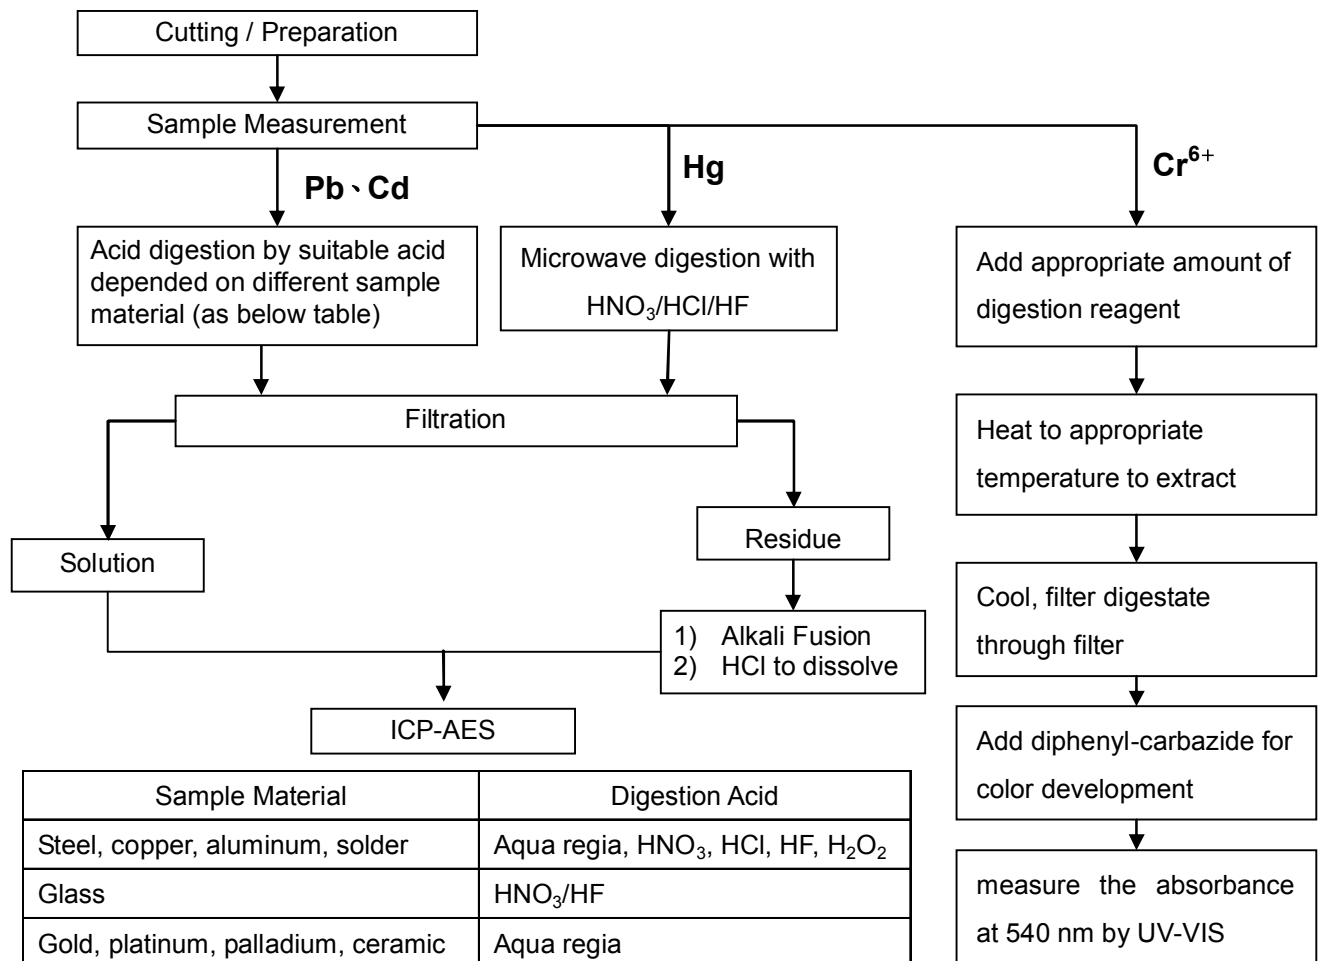 Cutting / Preparation
Sample Measurement
Pb、Cd
Hg
Cr⁶⁺
Acid digestion by suitable acid
depended on different sample
material (as below table)
Microwave digestion with
HNO₃/HCl/HF
Add appropriate amount of
digestion reagent
Filtration
Heat to appropriate
temperature to extract
Solution
Residue
Cool, filter digestate
through filter
1) Alkali Fusion
2) HCl to dissolve
ICP-AES
Add diphenyl-carbazide for
color development
Sample Material Digestion Acid
Steel, copper, aluminum, solder Aqua regia, HNO₃, HCl, HF, H₂O₂
Glass HNO₃/HF
Gold, platinum, palladium, ceramic Aqua regia
measure the absorbance
at 540 nm by UV-VIS